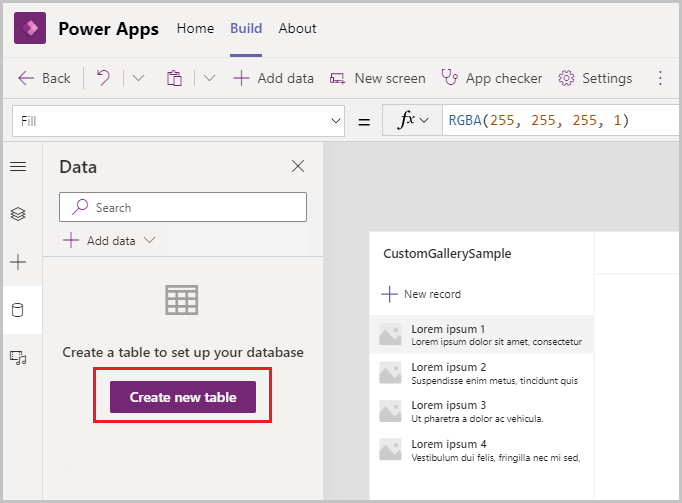 Power Apps Home Build About
Back Add data New screen App checker Settings
Fill = fx RGBA(255, 255, 255, 1)
Data
Search
Add data
Create a table to set up your database
Create new table
CustomGallerySample
New record
Lorem ipsum 1
Lorem ipsum dolor sit amet, consectetur
Lorem ipsum 2
Suspendisse enim metus, tincidunt quis
Lorem ipsum 3
Ut pharetra a dolor ac vehicula.
Lorem ipsum 4
Vestibulum dui felis, fringilla nec mi sed,